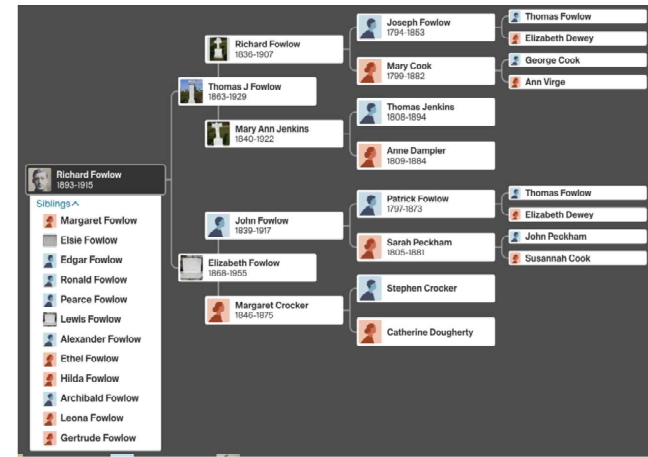 Richard Fowlow
1893-1915
Siblings
Margaret Fowlow
Elsie Fowlow
Edgar Fowlow
Ronald Fowlow
Pearce Fowlow
Lewis Fowlow
Alexander Fowlow
Ethel Fowlow
Hilda Fowlow
Archibald Fowlow
Leona Fowlow
Gertrude Fowlow
Thomas J Fowlow
1863-1929
Elizabeth Fowlow
1868-1955
Richard Fowlow
1836-1907
Mary Ann Jenkins
1840-1922
John Fowlow
1839-1917
Margaret Crocker
1846-1875
Joseph Fowlow
1794-1853
Mary Cook
1799-1882
Thomas Jenkins
1808-1894
Anne Dampier
1809-1884
Patrick Fowlow
1797-1873
Sarah Peckham
1805-1881
Stephen Crocker
Catherine Dougherty
Thomas Fowlow
Elizabeth Dewey
George Cook
Ann Virge
Thomas Fowlow
Elizabeth Dewey
John Peckham
Susannah Cook